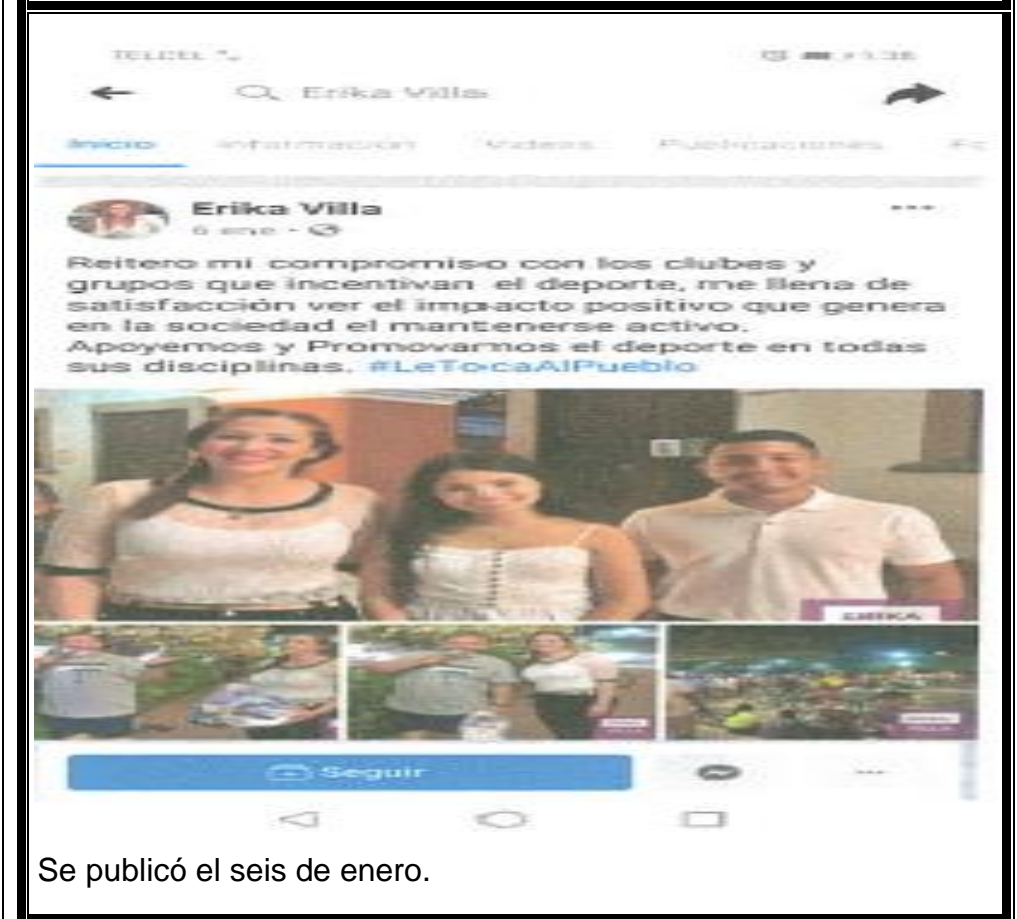 TELCEL
Erika Villa
Inicio Información Videos Publicaciones
Erika Villa
6 ene
Reitero mi compromiso con los clubes y
grupos que incentivan el deporte, me llena de
satisfacción ver el impacto positivo que genera
en la sociedad el mantenerse activo.
Apoyemos y Promovamos el deporte en todas
sus disciplinas. #LeTocaAlPueblo
ERIKA
Seguir
Se publicó el seis de enero.